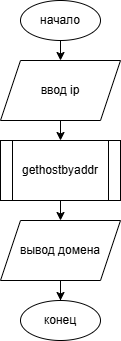 начало
ввод ip
gethostbyaddr
вывод домена
конец